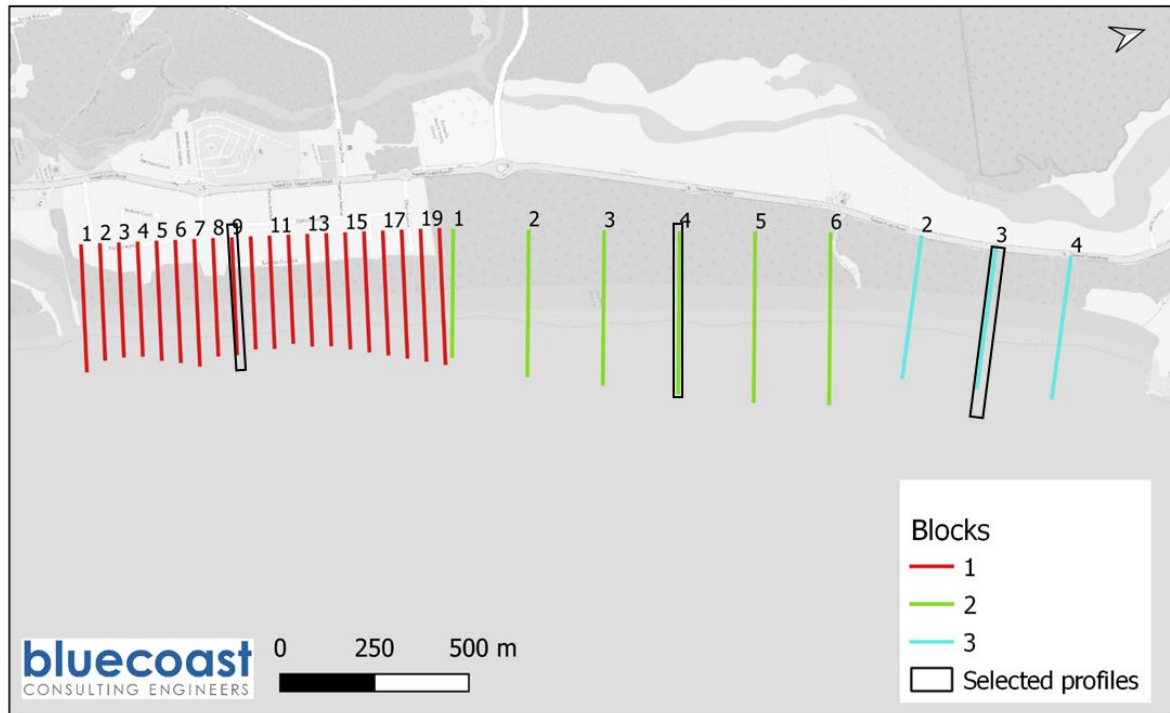 1 2 3 4 5 6 7 8 9 11 13 15 17 19 1 2 3 4 5 6 2 3 4
Blocks
1
2
3
Selected profiles
bluecoast
CONSULTING ENGINEERS
0 250 500 m